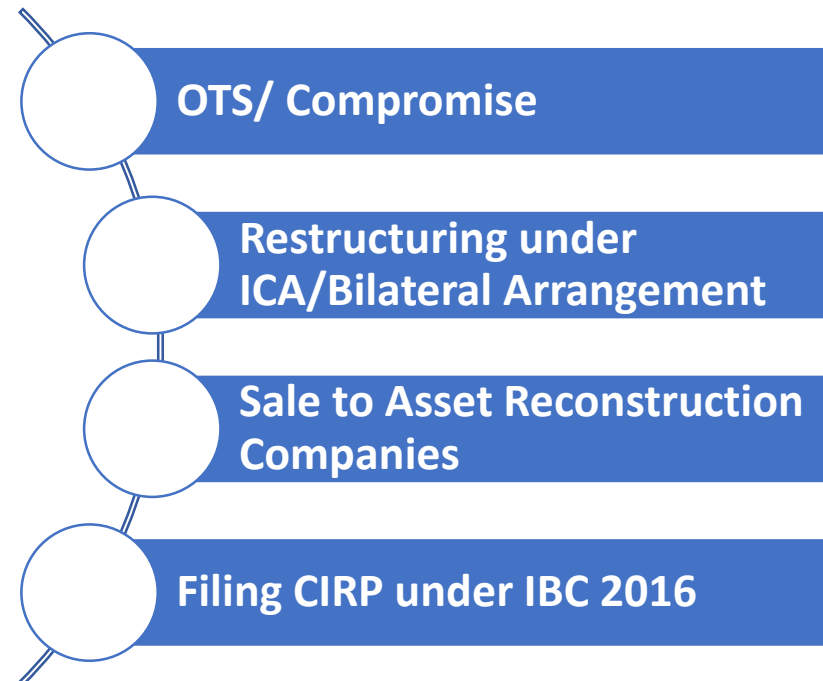 OTS/ Compromise
Restructuring under
ICA/Bilateral Arrangement
Sale to Asset Reconstruction
Companies
Filing CIRP under IBC 2016